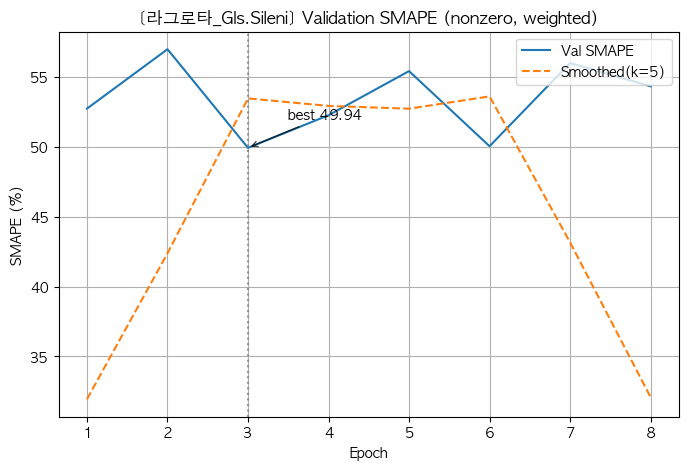 [라그로타_Gls.Sileni] Validation SMAPE (nonzero, weighted)
Val SMAPE
Smoothed(k=5)
best 49.94
55
50
45
40
35
SMAPE (%)
1 2 3 4 5 6 7 8
Epoch